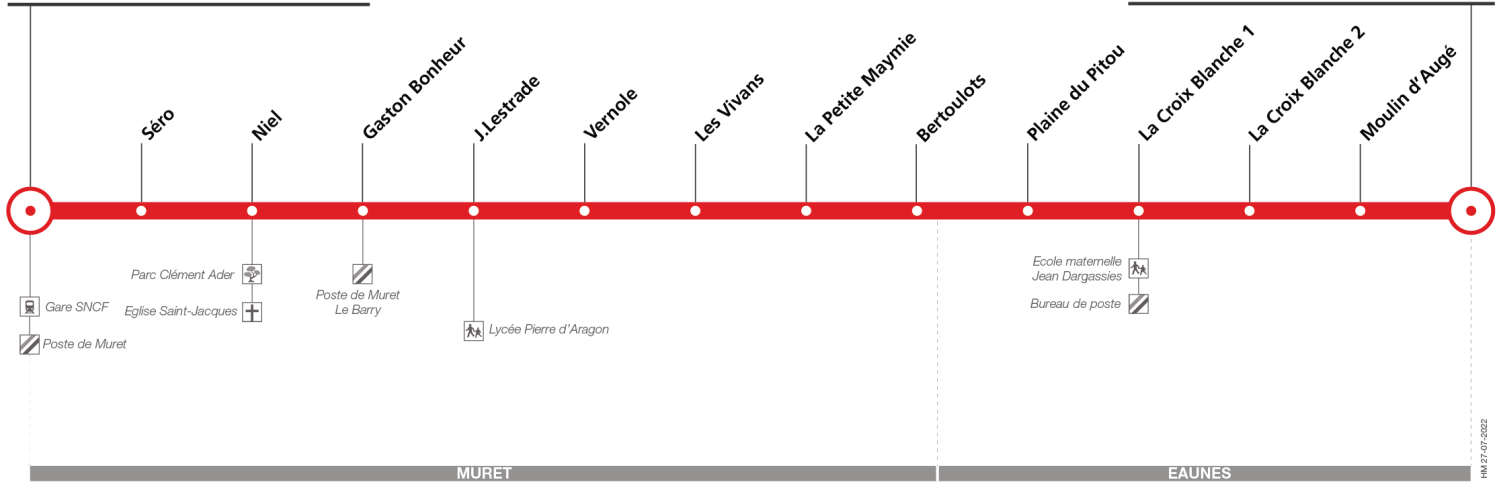 Séro
Niel
Gaston Bonheur
J.Lestrade
Vernole
Les Vivans
La Petite Maymie
Bertoulots
Plaine du Pitou
La Croix Blanche 1
La Croix Blanche 2
Moulin d'Augé
Gare SNCF
Poste de Muret
Parc Clément Ader
Eglise Saint-Jacques
Poste de Muret
Le Barry
Lycée Pierre d'Aragon
Ecole maternelle
Jean Dargassies
Bureau de poste
MURET
EAUNES
HM 27-07-2022